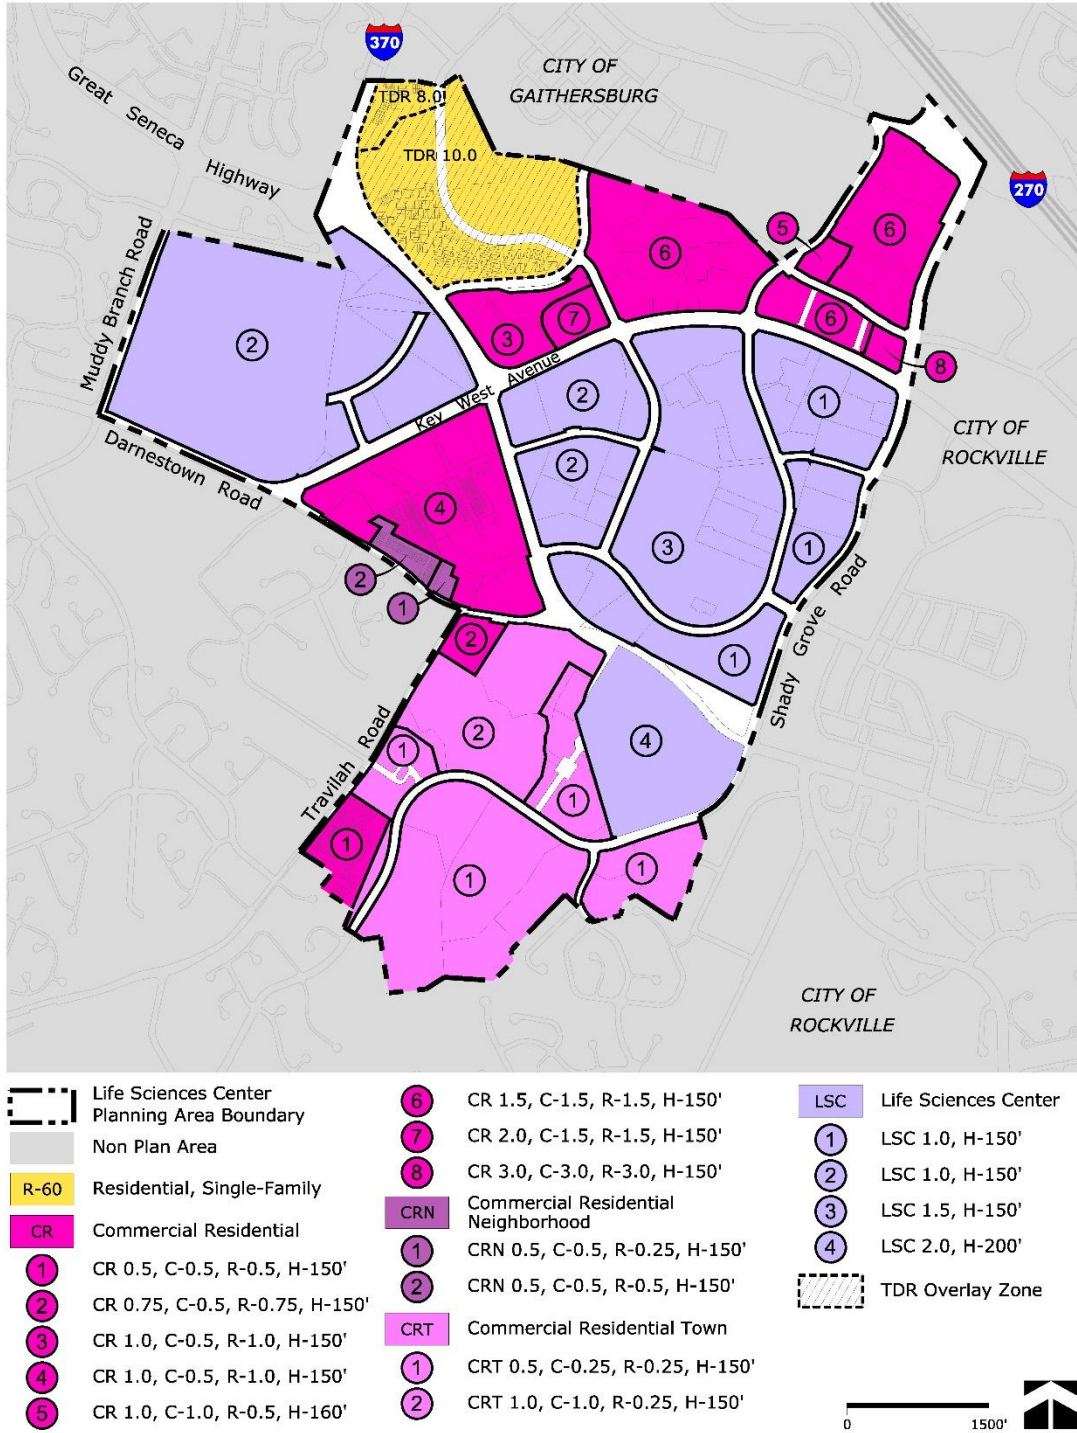 370
CITY OF
GAITHERSBURG
Great Seneca Highway
TDR 8.0
TDR 10.0
270
5
6
6
Muddy Branch Road
2
3
7
6
8
Key West Avenue
2
1
CITY OF
ROCKVILLE
Darnestown Road
4
2
3
1
2
1
Shady Grove Road
2
1
2
4
1
Travilah Road
1
1
1
1
CITY OF
ROCKVILLE
Life Sciences Center
Planning Area Boundary
Non Plan Area
R-60 Residential, Single-Family
CR Commercial Residential
1 CR 0.5, C-0.5, R-0.5, H-150'
2 CR 0.75, C-0.5, R-0.75, H-150'
3 CR 1.0, C-0.5, R-1.0, H-150'
4 CR 1.0, C-0.5, R-1.0, H-150'
5 CR 1.0, C-1.0, R-0.5, H-160'
6 CR 1.5, C-1.5, R-1.5, H-150'
7 CR 2.0, C-1.5, R-1.5, H-150'
8 CR 3.0, C-3.0, R-3.0, H-150'
CRN Commercial Residential
Neighborhood
1 CRN 0.5, C-0.5, R-0.25, H-150'
2 CRN 0.5, C-0.5, R-0.5, H-150'
CRT Commercial Residential Town
1 CRT 0.5, C-0.25, R-0.25, H-150'
2 CRT 1.0, C-1.0, R-0.25, H-150'
LSC Life Sciences Center
1 LSC 1.0, H-150'
2 LSC 1.0, H-150'
3 LSC 1.5, H-150'
4 LSC 2.0, H-200'
TDR Overlay Zone
0 1500'